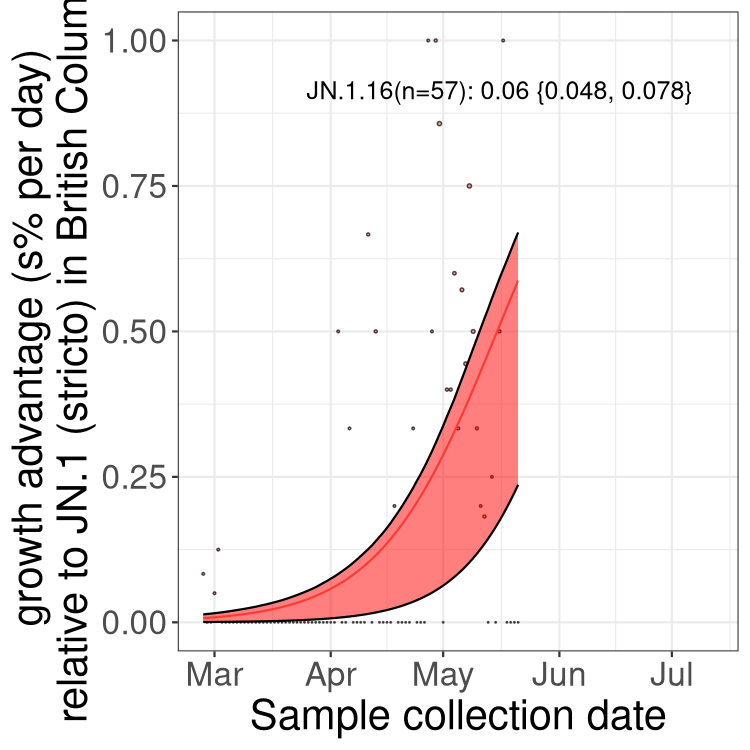 growth advantage (s% per day)
relative to JN.1 (stricto) in British Colum
1.00
0.75
0.50
0.25
0.00
JN.1.16(n=57): 0.06 {0.048, 0.078}
Mar Apr May Jun Jul
Sample collection date